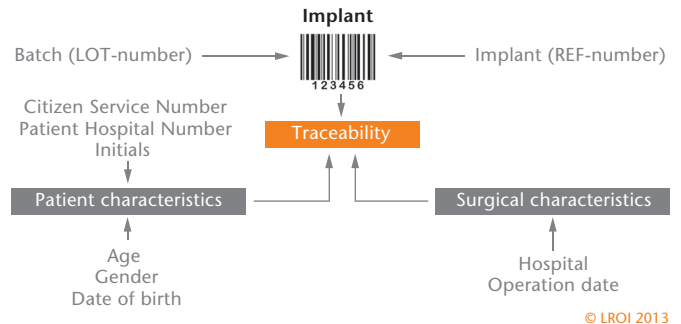 Implant
Batch (LOT-number)
Implant (REF-number)
123456
Citizen Service Number
Patient Hospital Number
Initials
Traceability
Patient characteristics
Surgical characteristics
Age
Gender
Date of birth
Hospital
Operation date
© LROI 2013